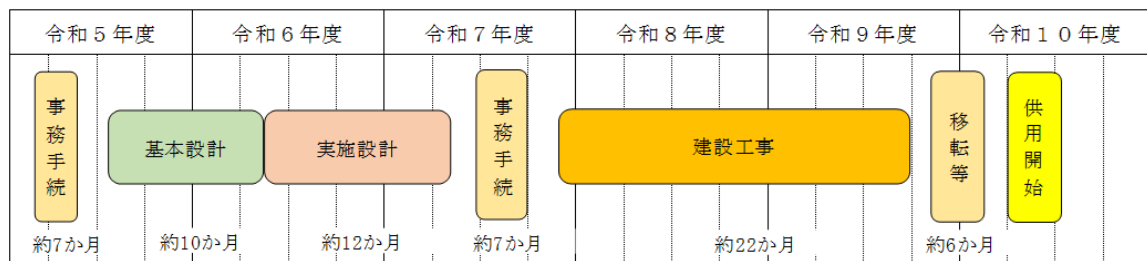 令和５年度
令和６年度
令和７年度
令和８年度
令和９年度
令和１０年度
事務手続
基本設計
実施設計
事務手続
建設工事
移転等
供用開始
約7か月
約10か月
約12か月
約7か月
約22か月
約6か月